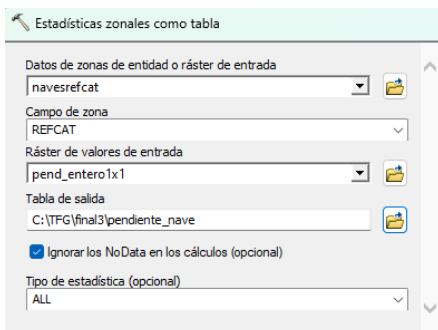 Estadísticas zonales como tabla
Datos de zonas de entidad o ráster de entrada
navesrefcat
Campo de zona
REFCAT
Ráster de valores de entrada
pend_entero1x1
Tabla de salida
C:\TFG\final3\pendiente_nave
Ignorar los NoData en los cálculos (opcional)
Tipo de estadística (opcional)
ALL